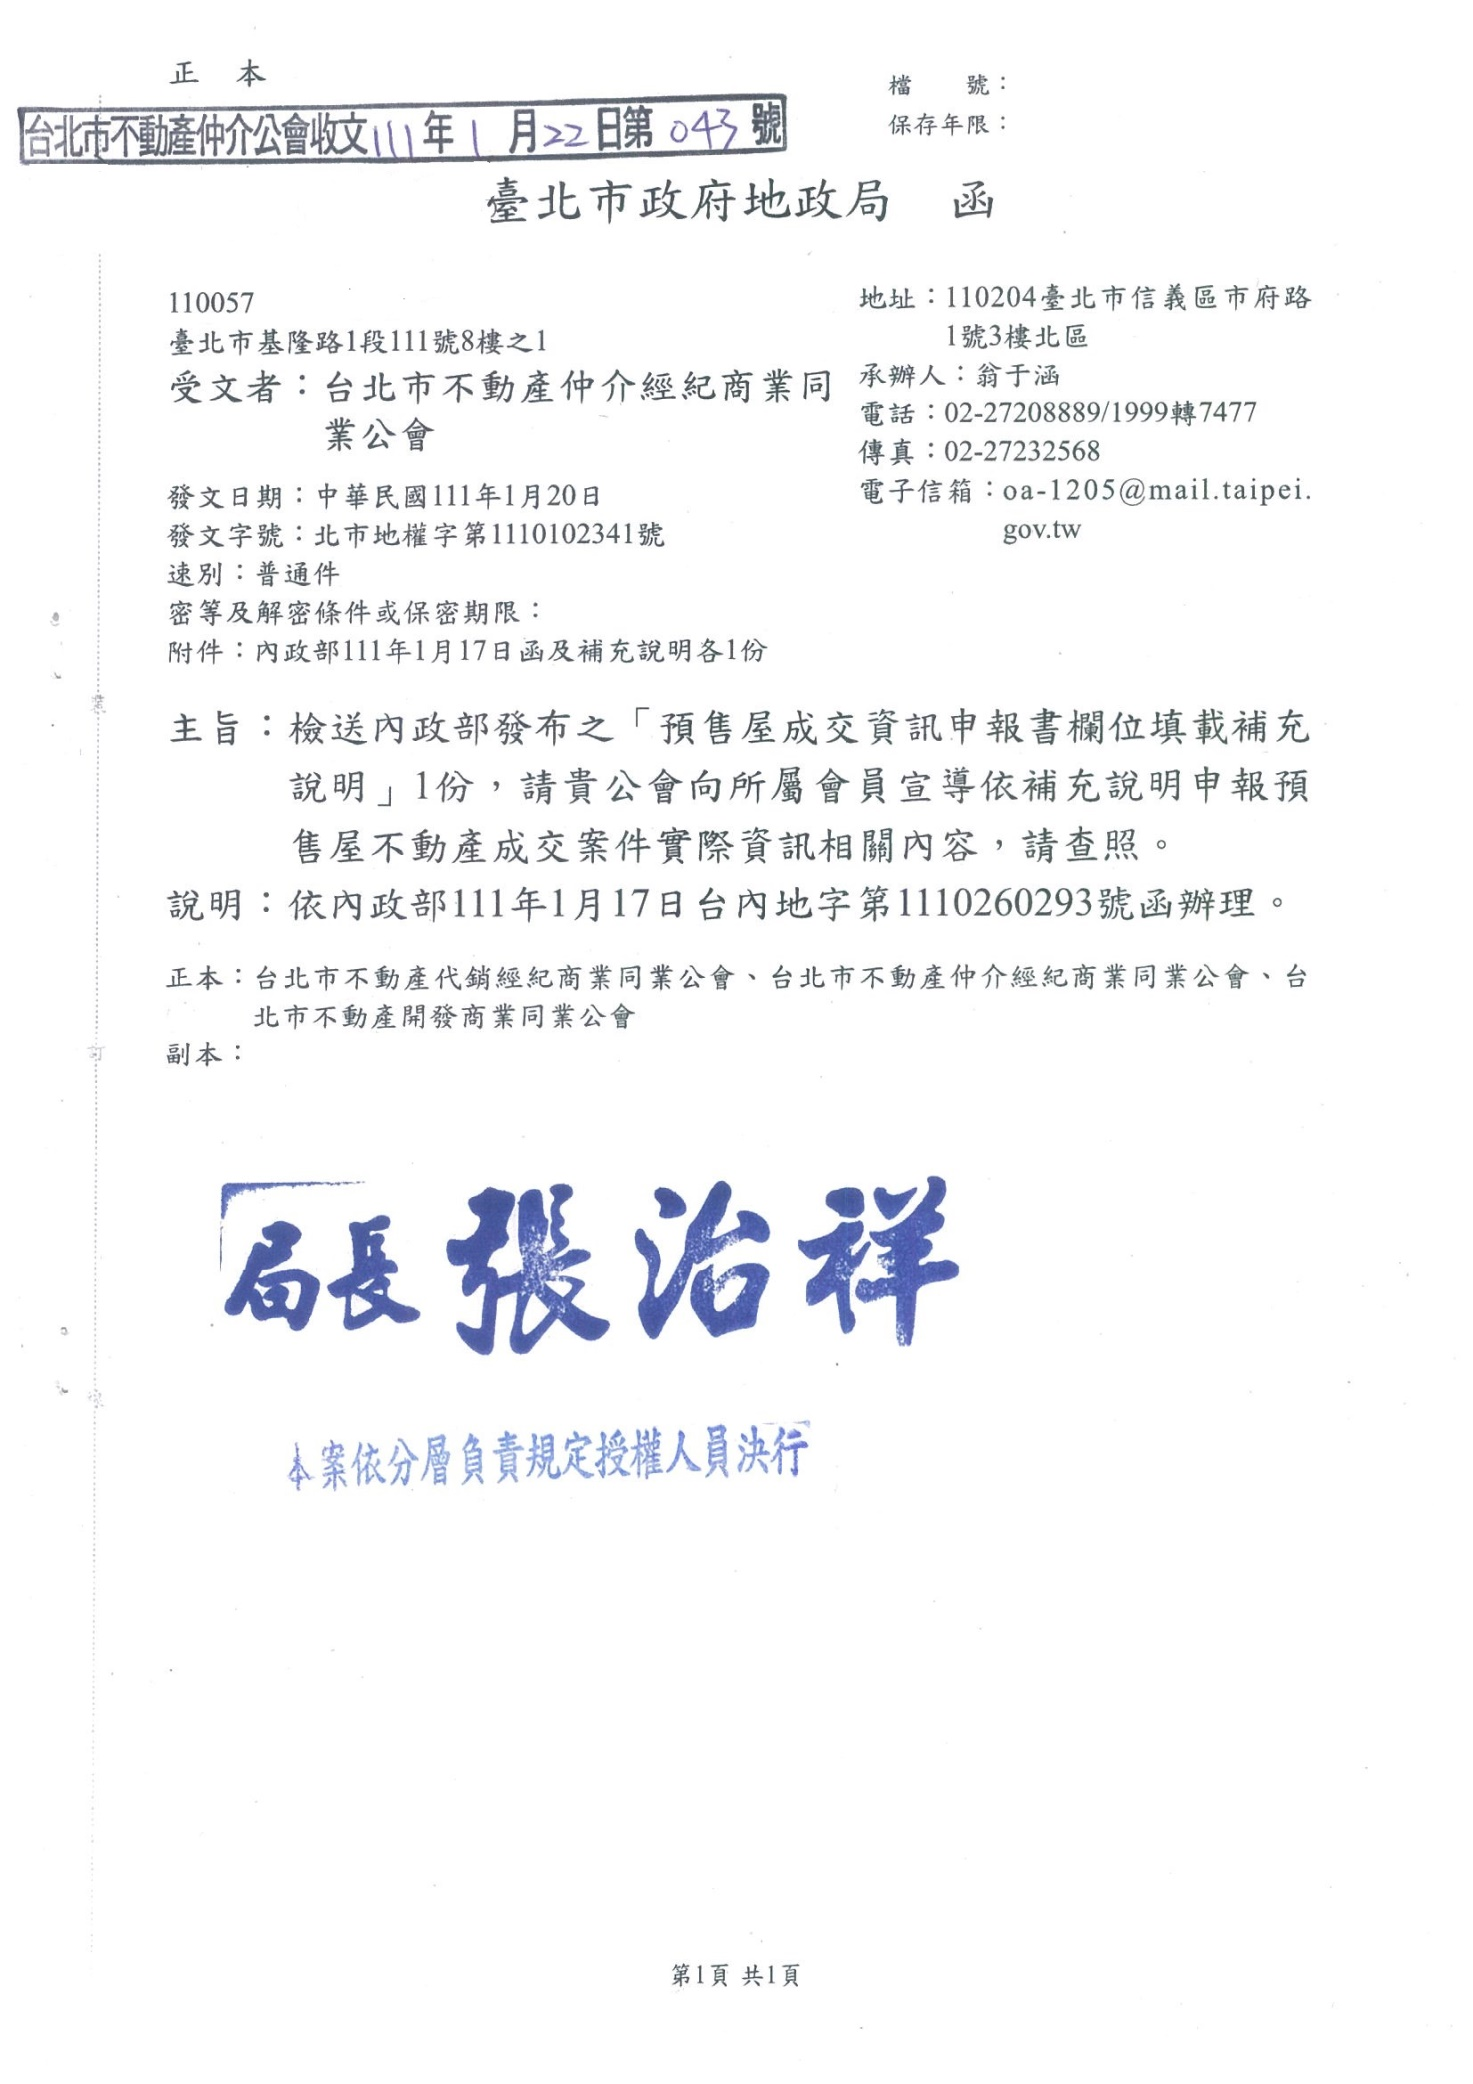 正　本
檔　　號：
保存年限：
台北市不動產仲介公會收文111年1月22日第043號
臺北市政府地政局　函
110057
臺北市基隆路1段111號8樓之1
受文者：台北市不動產仲介經紀商業同
業公會
地址：110204臺北市信義區市府路
1號3樓北區
承辦人：翁于涵
電話：02-27208889/1999轉7477
傳真：02-27232568
電子信箱：oa-1205@mail.taipei.
gov.tw
發文日期：中華民國111年1月20日
發文字號：北市地權字第1110102341號
速別：普通件
密等及解密條件或保密期限：
附件：內政部111年1月17日函及補充說明各1份
主旨：檢送內政部發布之「預售屋成交資訊申報書欄位填載補充
說明」1份，請貴公會向所屬會員宣導依補充說明申報預
售屋不動產成交案件實際資訊相關內容，請查照。
說明：依內政部111年1月17日台內地字第1110260293號函辦理。
正本：台北市不動產代銷經紀商業同業公會、台北市不動產仲介經紀商業同業公會、台
北市不動產開發商業同業公會
副本：
局長張治祥
本案依分層負責規定授權人員決行
第1頁 共1頁